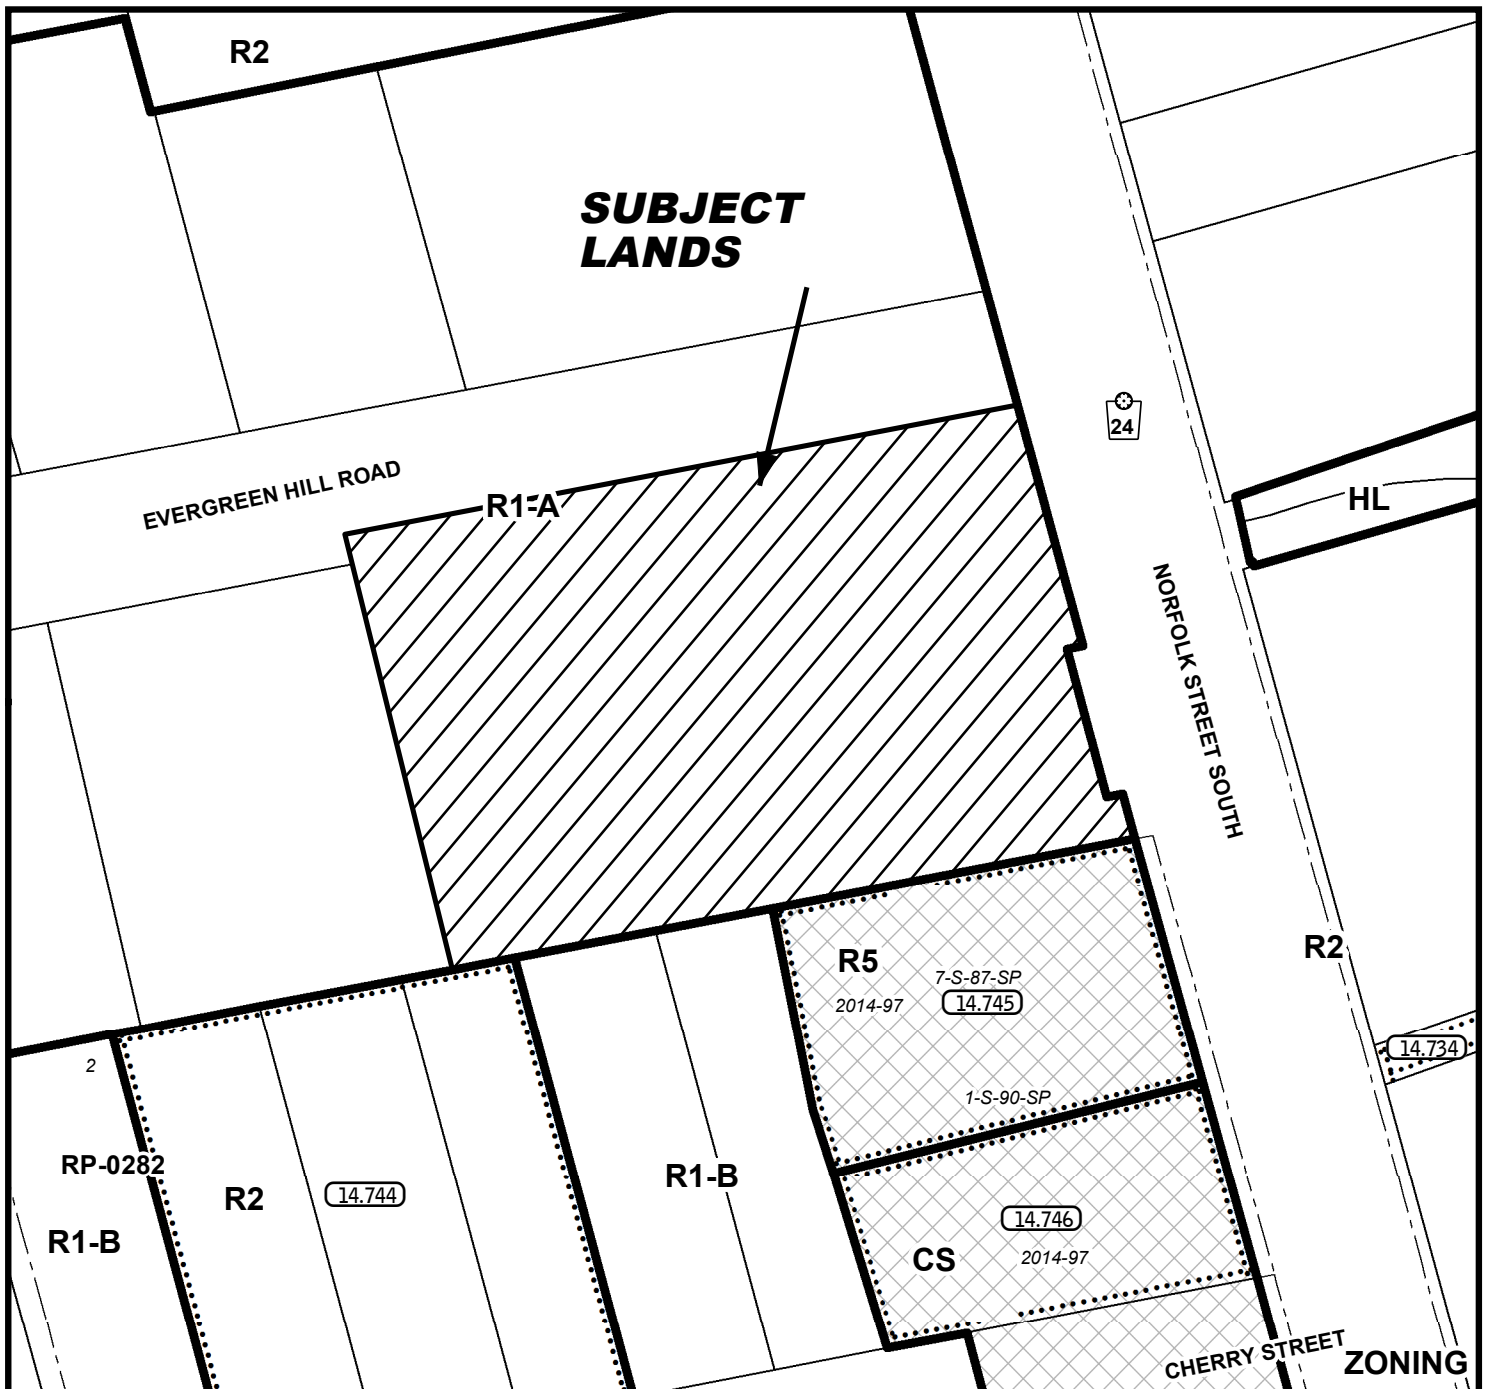 R2
SUBJECT
LANDS
24
EVERGREEN HILL ROAD
R1-A
HL
NORFOLK STREET SOUTH
R5
7-S-87-SP
2014-97
14.745
R2
14.734
2
1-S-90-SP
RP-0282
R2
14.744
R1-B
R1-B
14.746
CS
2014-97
CHERRY STREET
ZONING